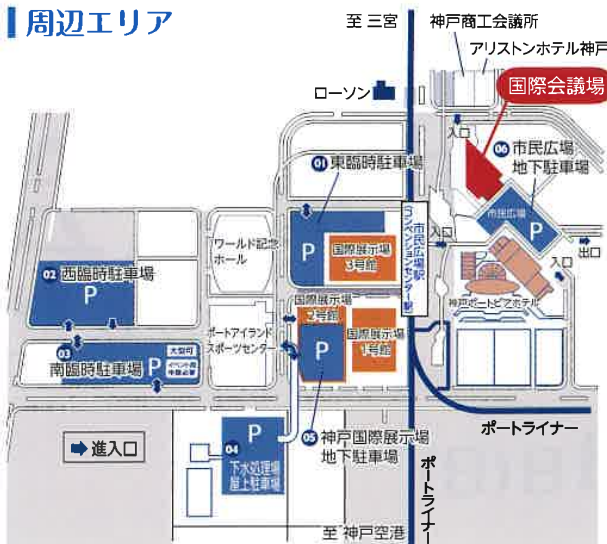 周辺エリア
至 三宮
神戸商工会議所
アリストンホテル神戸
ローソン
国際会議場
入口
01 東臨時駐車場
06 市民広場
地下駐車場
P
市民広場
P
市民広場駅
(コンベンションセンター駅)
入口
出口
入口
ワールド記念
ホール
国際展示場
3号館
02 西臨時駐車場
P
神戸ポートピアホテル
国際展示場
2号館
国際展示場
1号館
ポートアイランド
スポーツセンター
P
03
南臨時駐車場
P
大型可
04
P
下水処理場
屋上駐車場
05 神戸国際展示場
地下駐車場
進入口
ポートライナー
ポートライナー
至 神戸空港